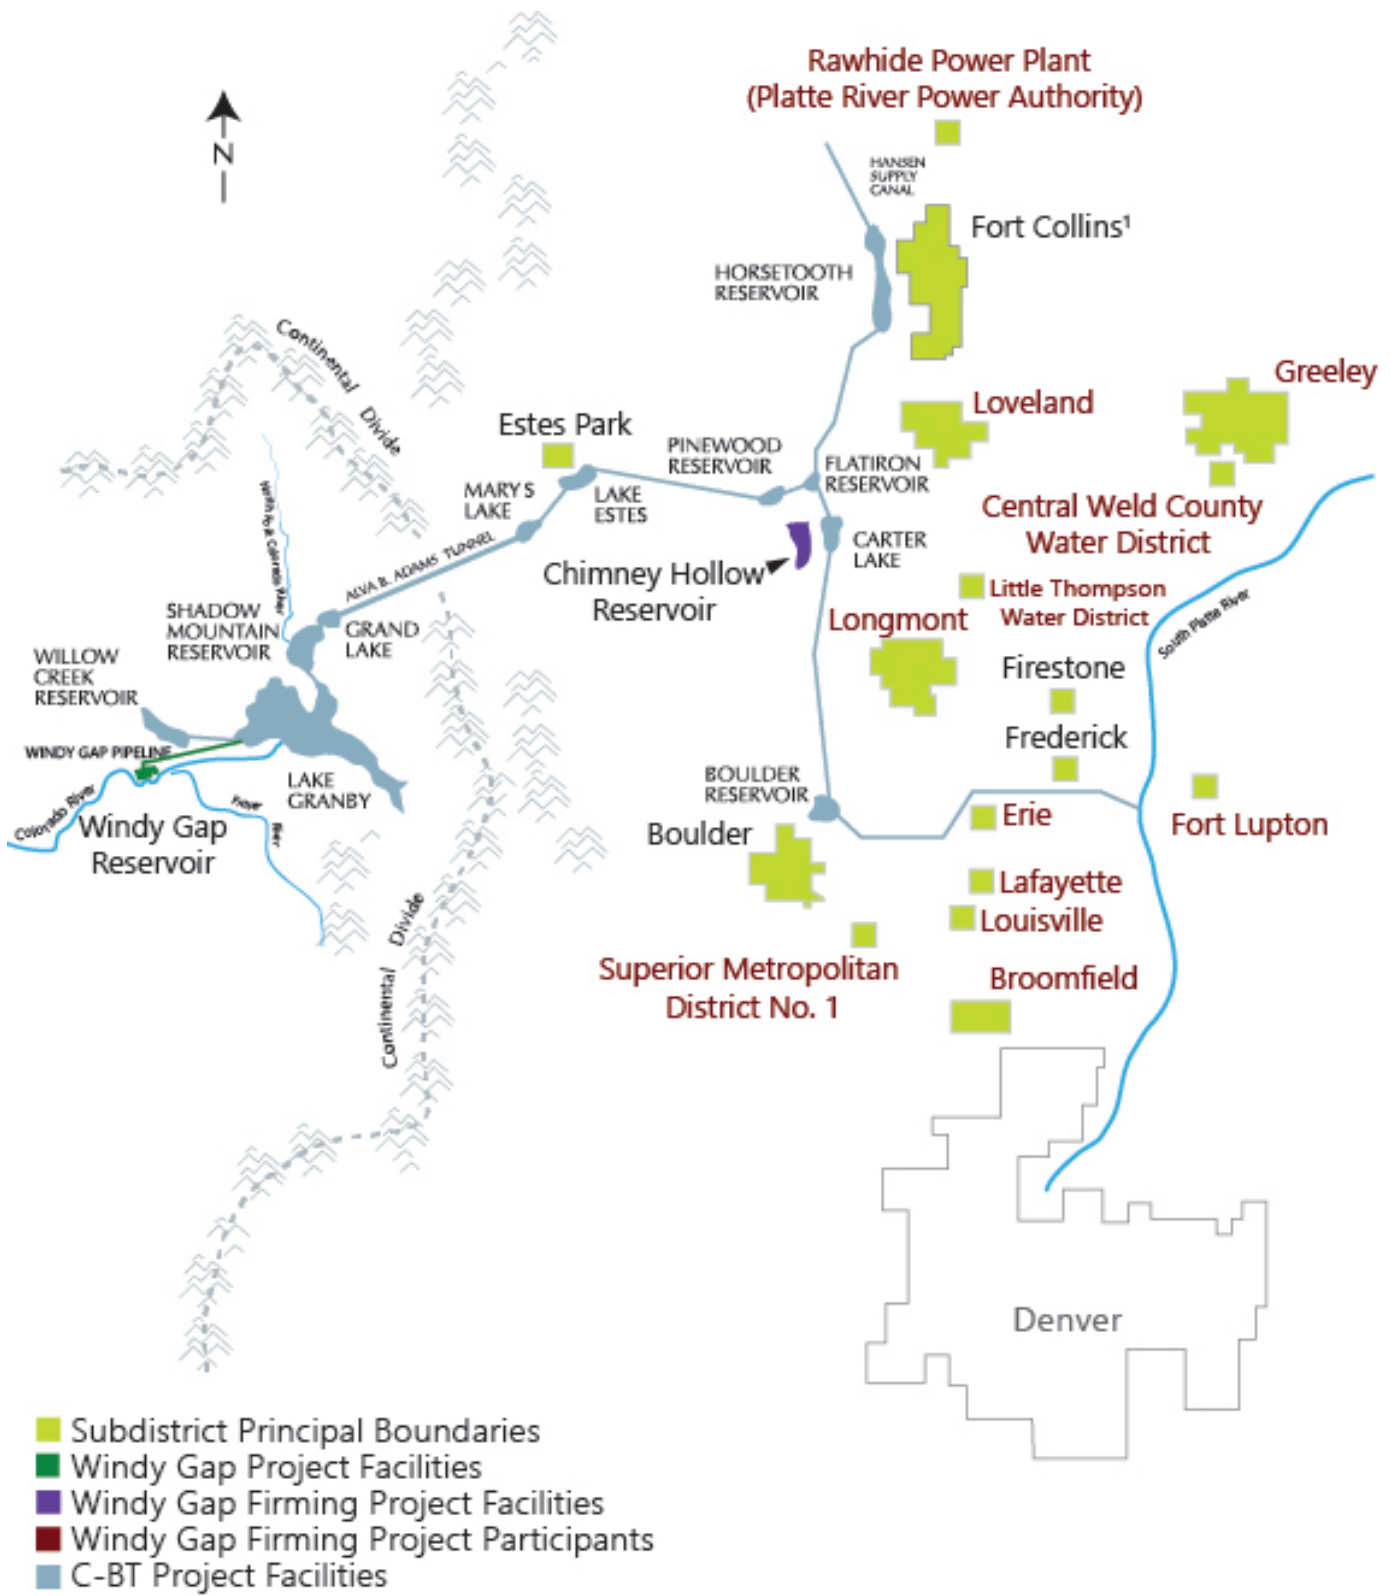 Rawhide Power Plant
(Platte River Power Authority)
N
HANSEN
SUPPLY
CANAL
Fort Collins¹
HORSETOOTH
RESERVOIR
Continental Divide
Greeley
Loveland
Estes Park
PINEWOOD
RESERVOIR
FLATIRON
RESERVOIR
MARYS
LAKE
LAKE
ESTES
Central Weld County
Water District
North Fork Colorado River
ALVA B. ADAMS TUNNEL
CARTER
LAKE
Chimney Hollow
Reservoir
Little Thompson
Water District
SHADOW
MOUNTAIN
RESERVOIR
GRAND
LAKE
Longmont
South Platte River
WILLOW
CREEK
RESERVOIR
Firestone
Frederick
WINDY GAP PIPELINE
LAKE
GRANBY
BOULDER
RESERVOIR
Colorado River
Fraser River
Windy Gap
Reservoir
Boulder
Erie
Fort Lupton
Lafayette
Louisville
Continental Divide
Superior Metropolitan
District No. 1
Broomfield
Denver
Subdistrict Principal Boundaries
Windy Gap Project Facilities
Windy Gap Firming Project Facilities
Windy Gap Firming Project Participants
C-BT Project Facilities